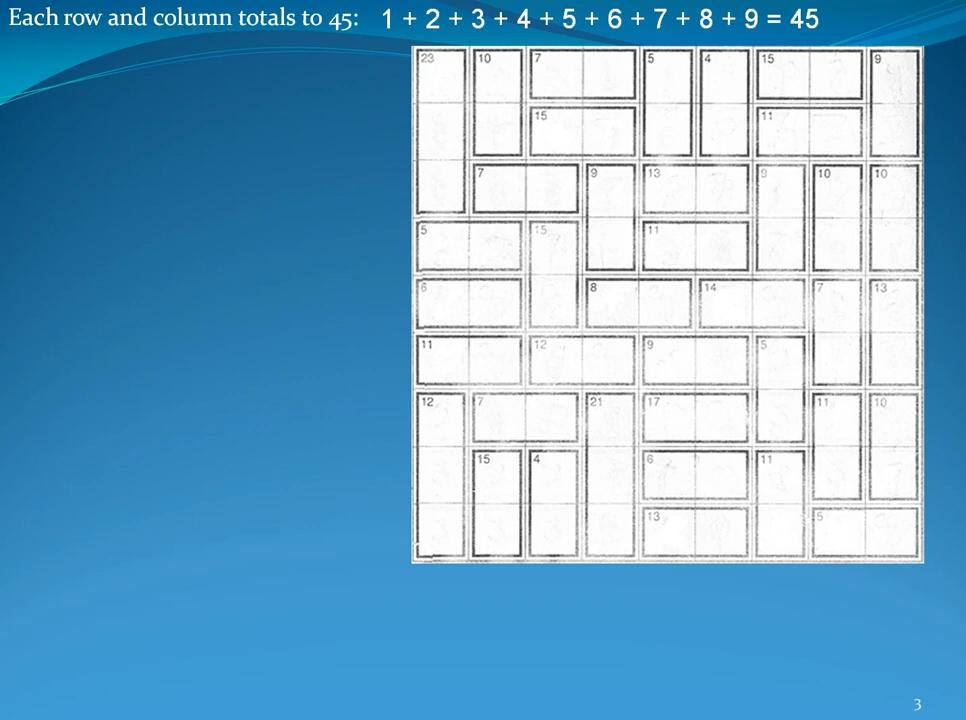 Each row and column totals to 45: 1 + 2 + 3 + 4 + 5 + 6 + 7 + 8 + 9 = 45
23 10 7 5 4 15 9
15 11
7 9 13 9 10 10
5 15 11
6 8 14 7 13
11 12 9 5
12 7 21 17 11 10
15 4 6 11
13 5
3